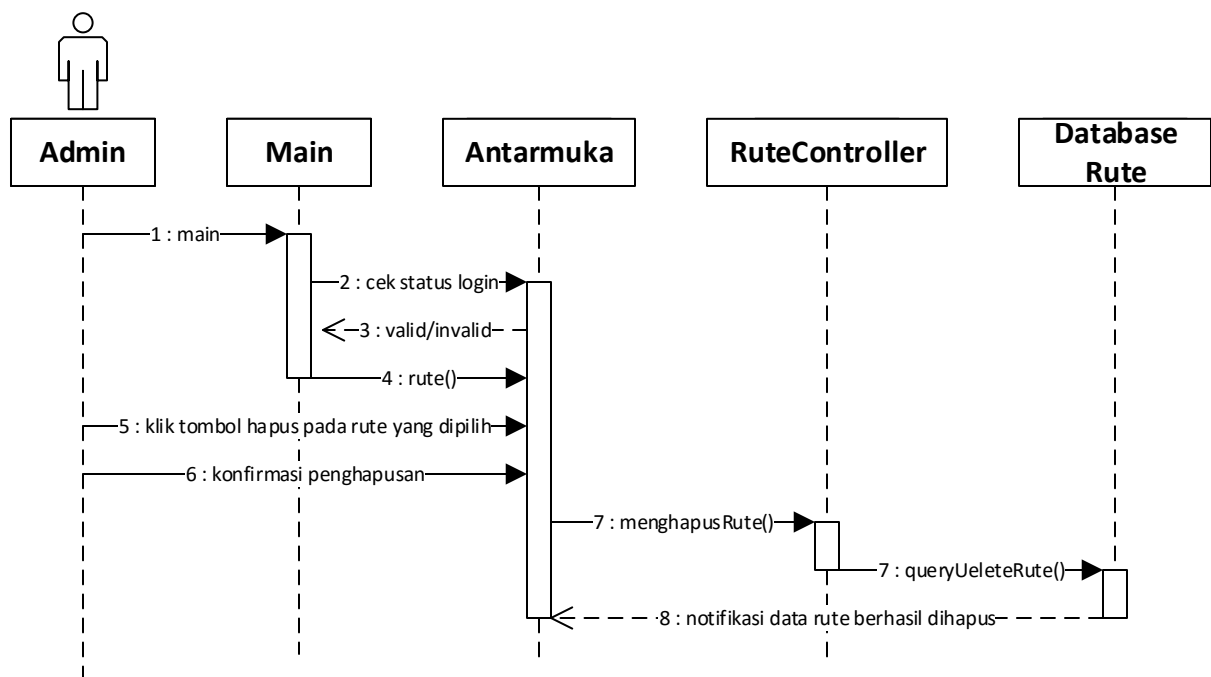 Admin
Main
Antarmuka
RuteController
Database
Rute
1 : main
2 : cek status login
3 : valid/invalid
4 : rute()
5 : klik tombol hapus pada rute yang dipilih
6 : konfirmasi penghapusan
7 : menghapusRute()
7 : queryUeleteRute()
8 : notifikasi data rute berhasil dihapus